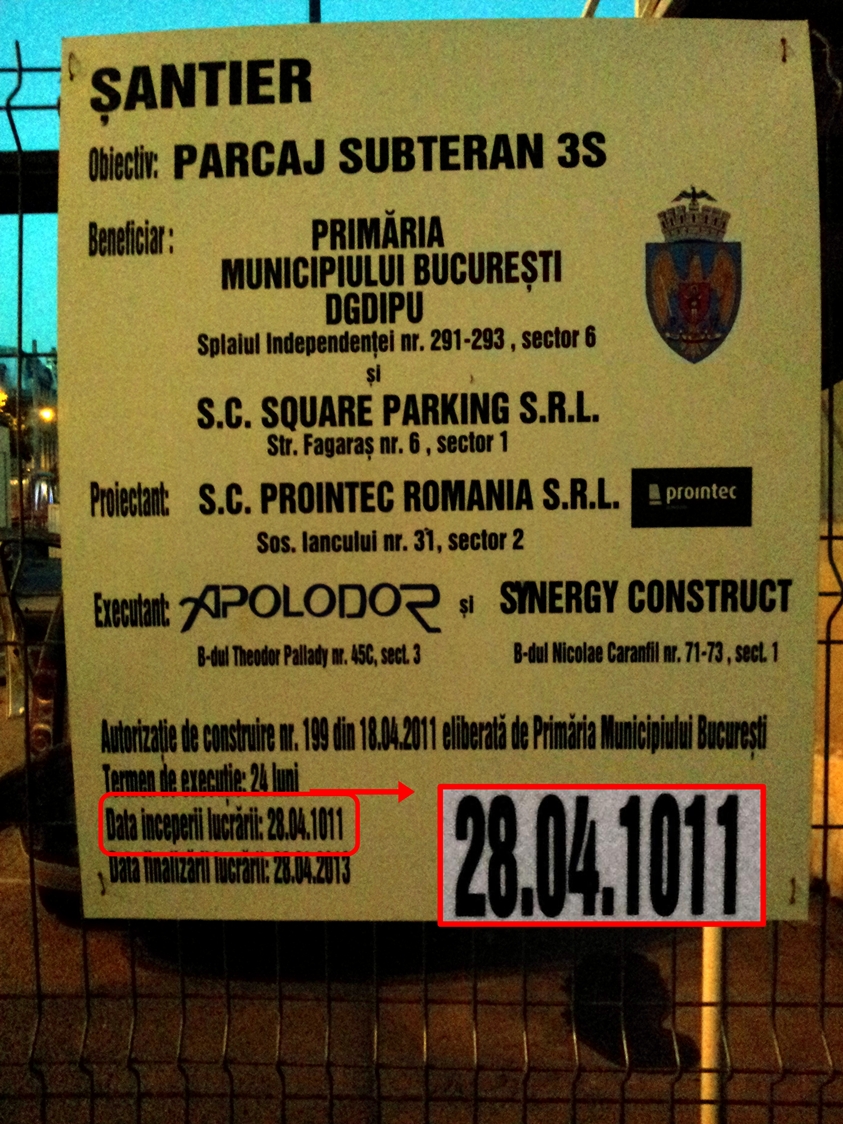 ȘANTIER
Obiectiv: PARCAJ SUBTERAN 3S
Beneficiar: PRIMĂRIA
MUNICIPIULUI BUCUREȘTI
DGDIPU
Splaiul Independenței nr. 291-293 , sector 6
și
S.C. SQUARE PARKING S.R.L.
Str. Fagaraș nr. 6 , sector 1
Proiectant: S.C. PROINTEC ROMANIA S.R.L. prointec
Sos. Iancului nr. 31, sector 2
Executant: APOLODOR și SYNERGY CONSTRUCT
B-dul Theodor Pallady nr. 45C, sect. 3 B-dul Nicolae Caranfil nr. 71-73 , sect. 1
Autorizație de construire nr. 199 din 18.04.2011 eliberată de Primăria Municipiului București
Termen de execuție: 24 luni
Data inceperii lucrării: 28.04.1011
Data finalizării lucrării: 28.04.2013
28.04.1011